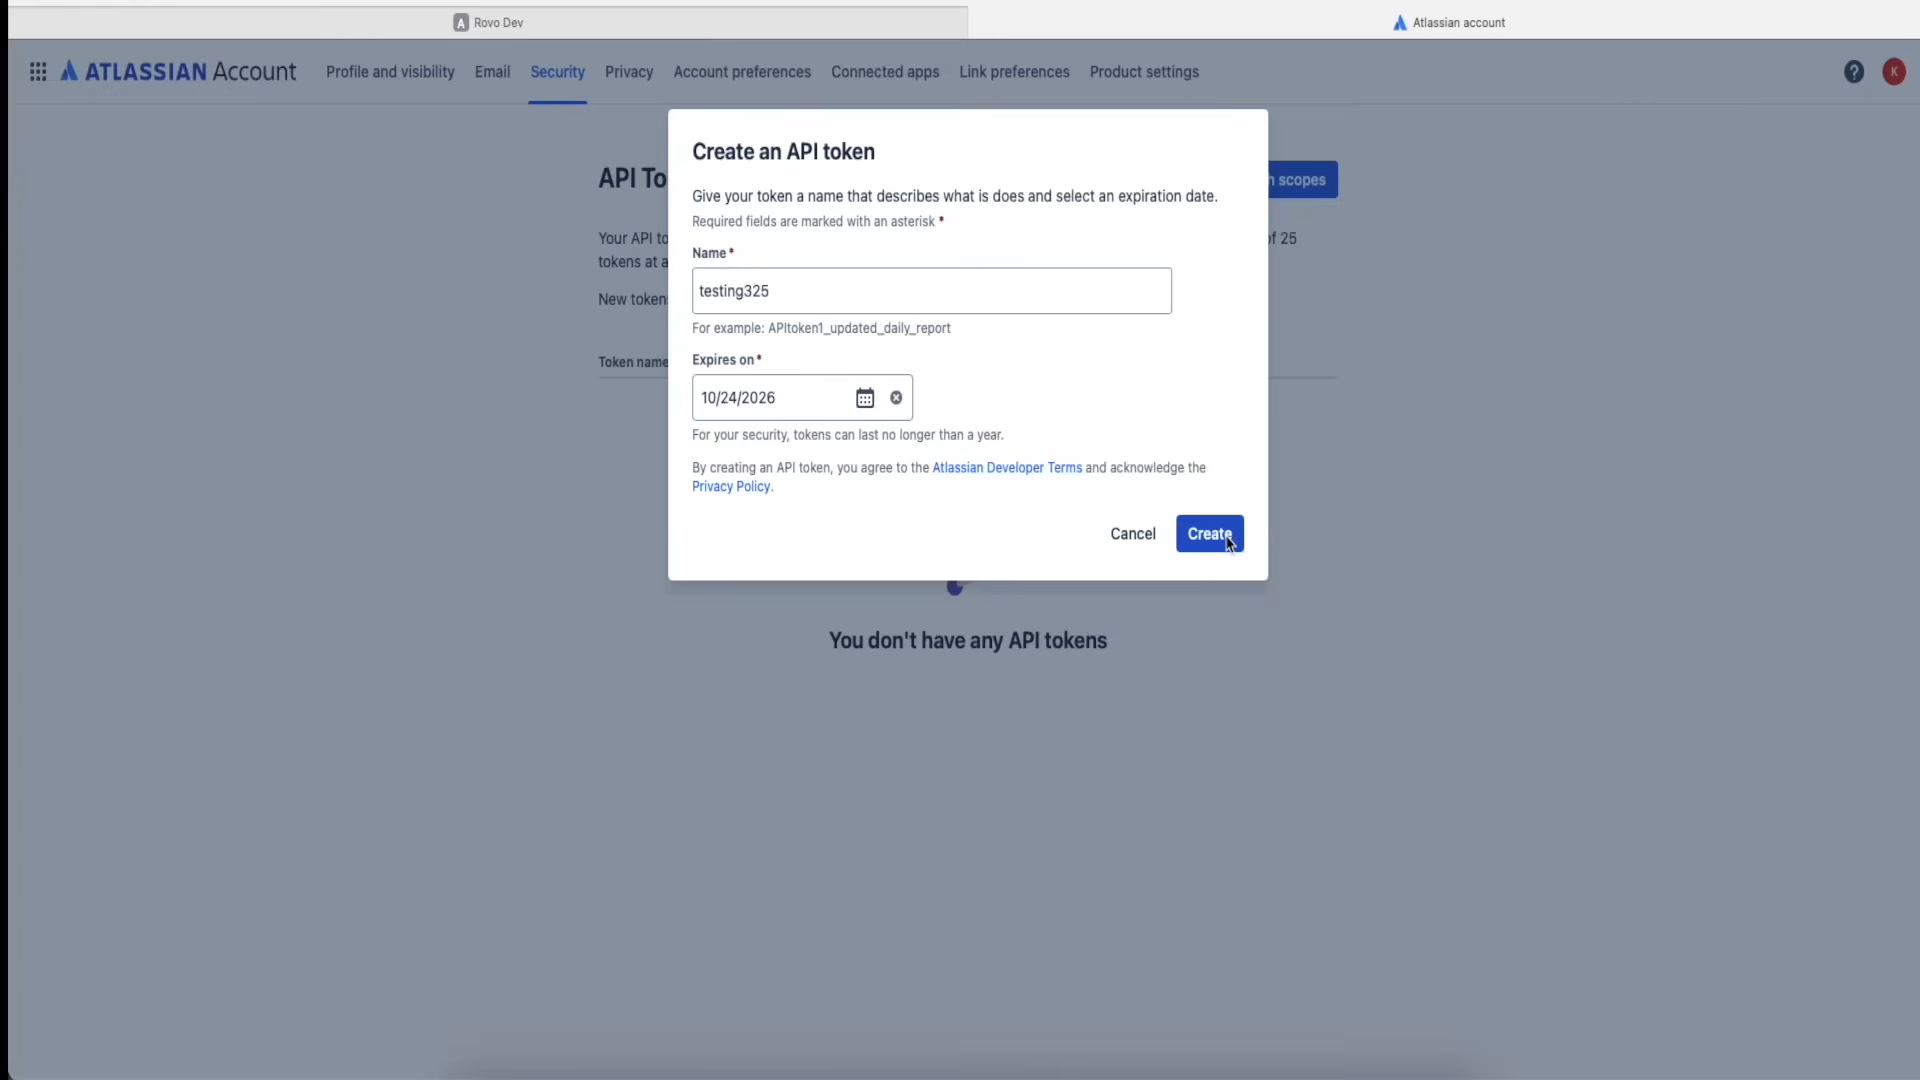 A Rovo Dev
Atlassian account
ATLASSIAN Account
Profile and visibility
Email
Security
Privacy
Account preferences
Connected apps
Link preferences
Product settings
?
K
API To
h scopes
Your API to
of 25
tokens at a
New token
Token name
Create an API token
Give your token a name that describes what is does and select an expiration date.
Required fields are marked with an asterisk *
Name *
testing325
For example: APItoken1_updated_daily_report
Expires on *
10/24/2026
For your security, tokens can last no longer than a year.
By creating an API token, you agree to the Atlassian Developer Terms and acknowledge the
Privacy Policy.
Cancel
Create
You don't have any API tokens